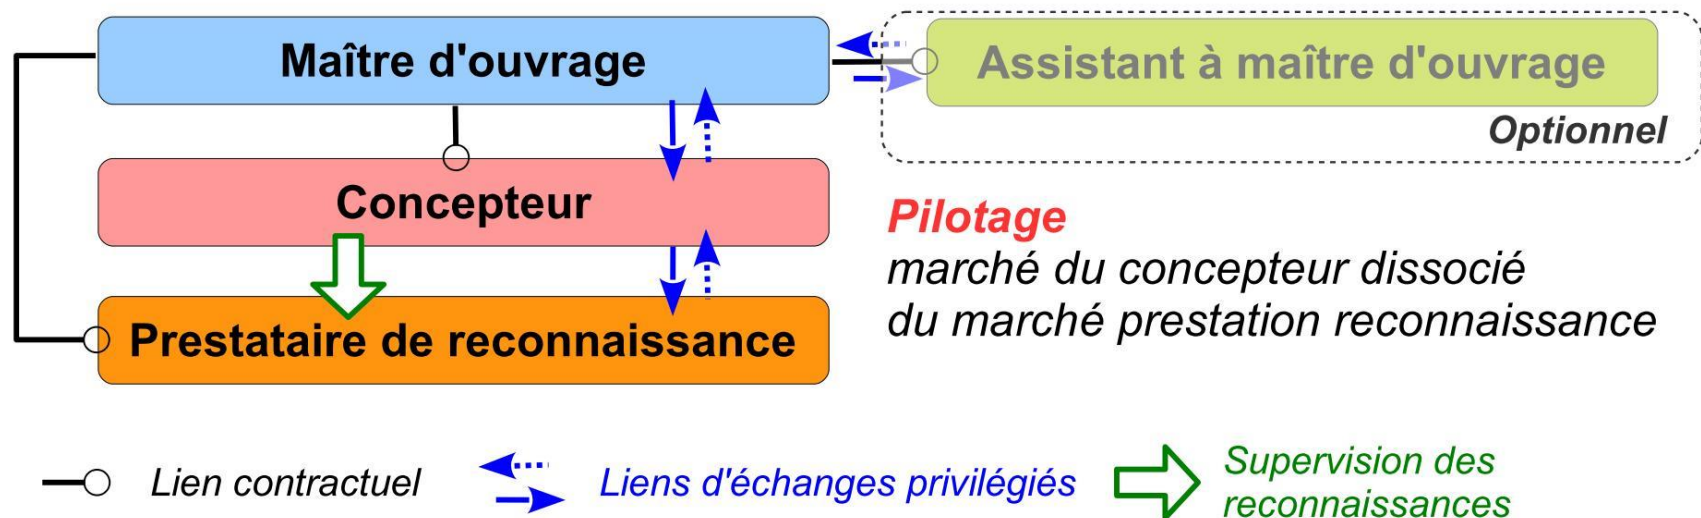 Maître d'ouvrage
Assistant à maître d'ouvrage
Optionnel
Concepteur
Pilotage
marché du concepteur dissocié
du marché prestation reconnaissance
Prestataire de reconnaissance
Lien contractuel
Liens d'échanges privilégiés
Supervision des
reconnaissances